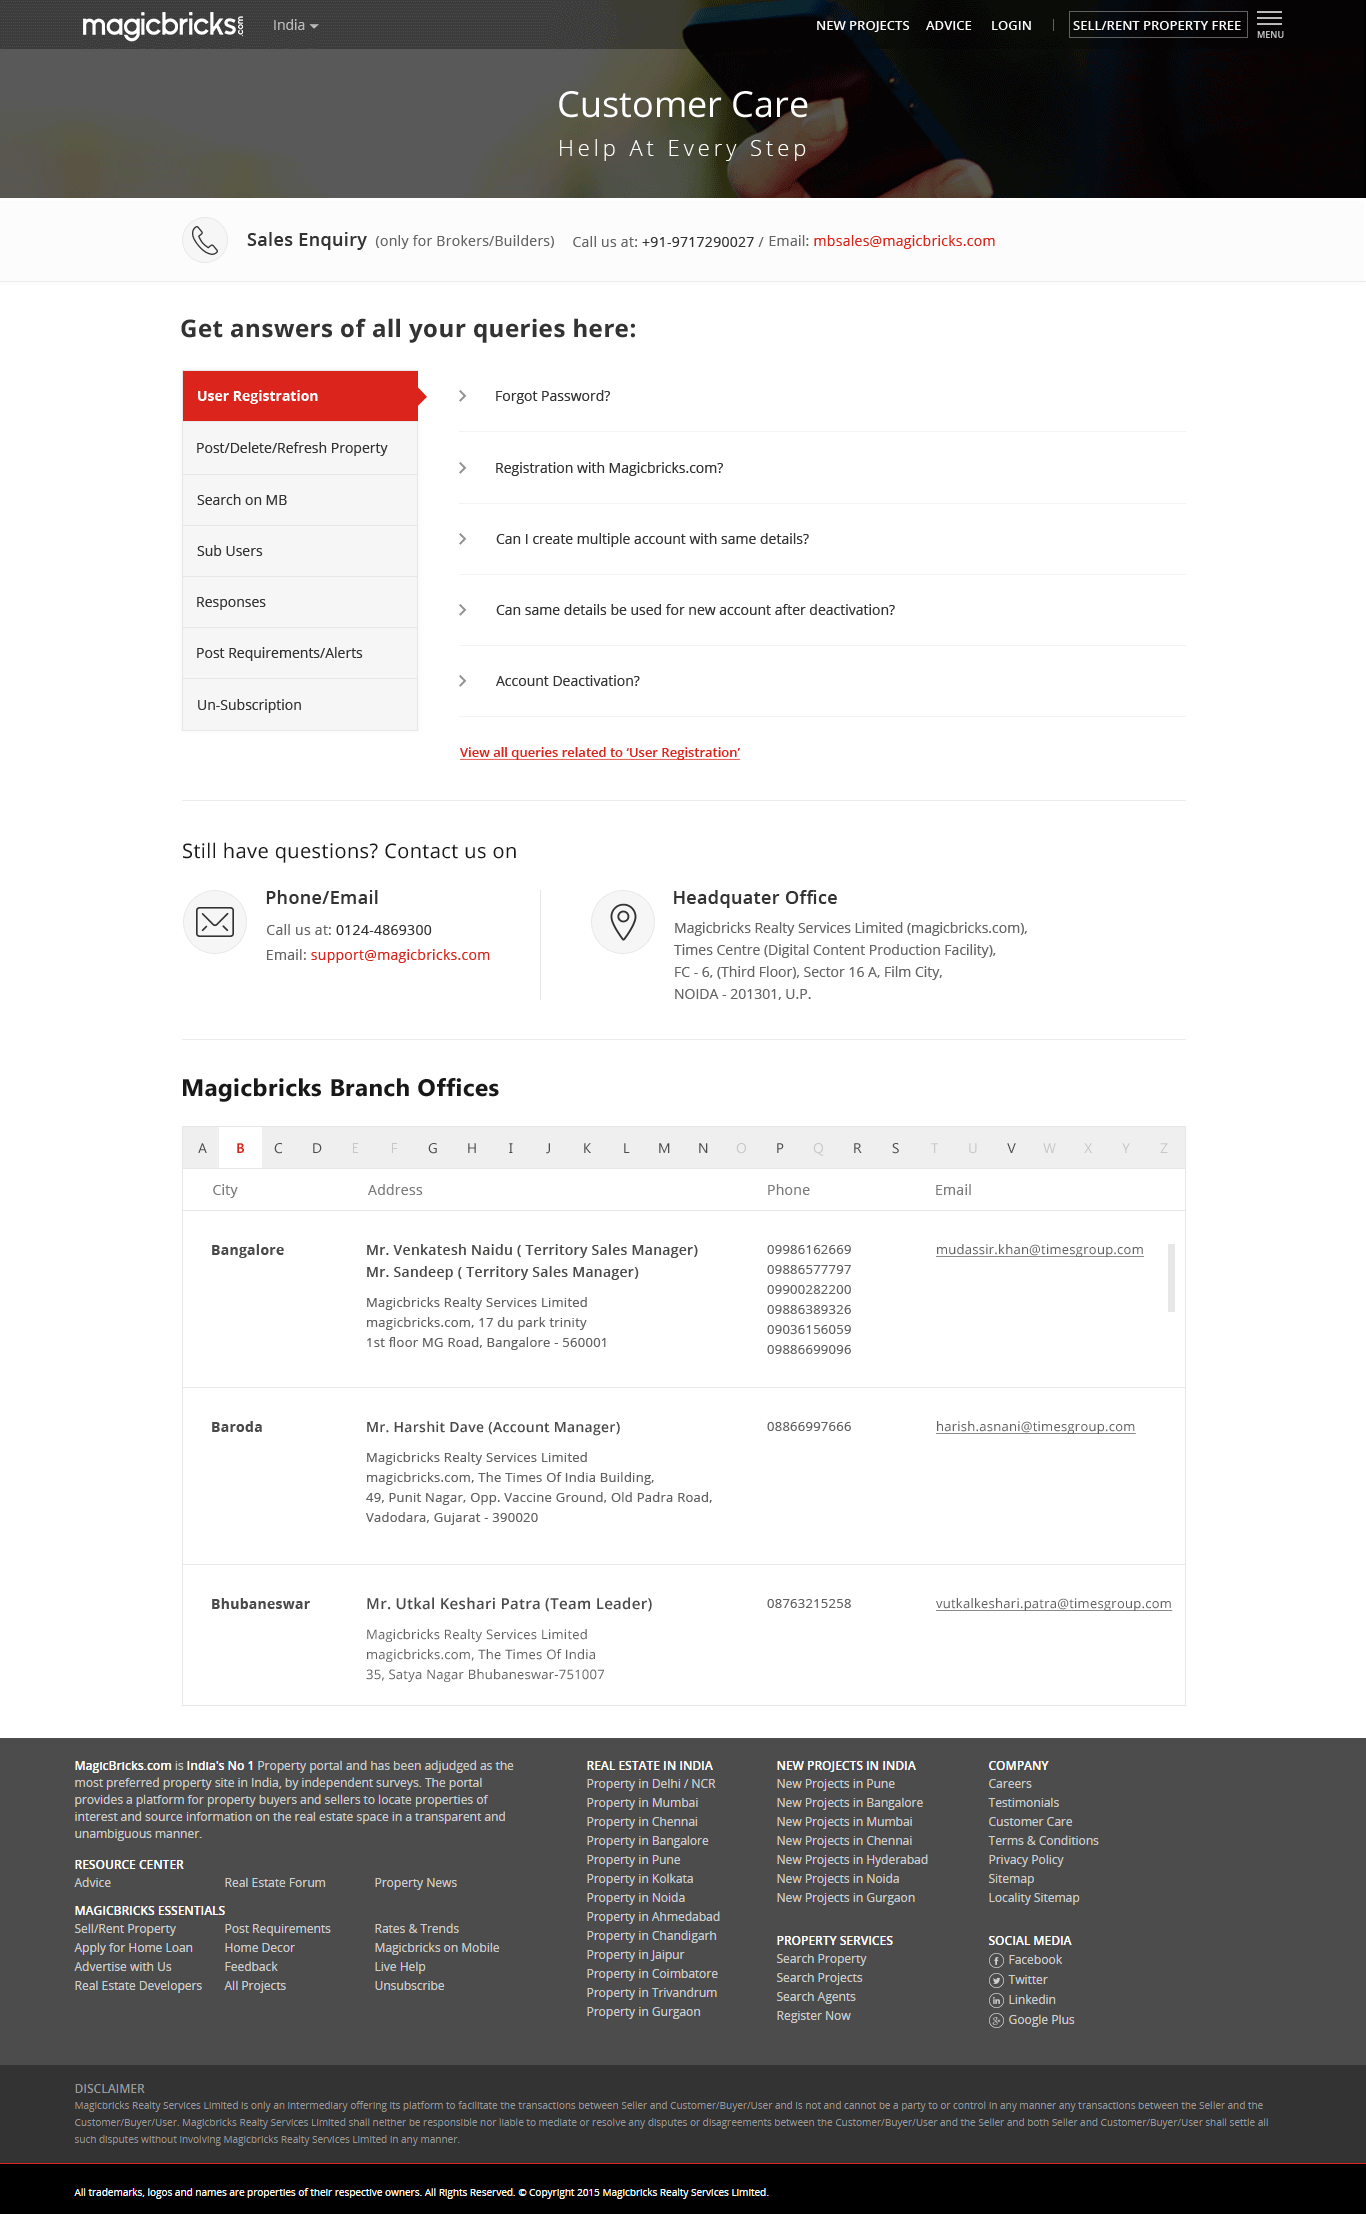 magicbricks.com
India
NEW PROJECTS
ADVICE
LOGIN
SELL/RENT PROPERTY FREE
MENU
Customer Care
Help At Every Step
Sales Enquiry (only for Brokers/Builders) Call us at: +91-9717290027 / Email: mbsales@magicbricks.com
Get answers of all your queries here:
User Registration
Post/Delete/Refresh Property
Search on MB
Sub Users
Responses
Post Requirements/Alerts
Un-Subscription
Forgot Password?
Registration with Magicbricks.com?
Can I create multiple account with same details?
Can same details be used for new account after deactivation?
Account Deactivation?
View all queries related to ‘User Registration’
Still have questions? Contact us on
Phone/Email
Call us at: 0124-4869300
Email: support@magicbricks.com
Headquater Office
Magicbricks Realty Services Limited (magicbricks.com),
Times Centre (Digital Content Production Facility),
FC - 6, (Third Floor), Sector 16 A, Film City,
NOIDA - 201301, U.P.
Magicbricks Branch Offices
A B C D E F G H I J K L M N O P Q R S T U V W X Y Z
City Address Phone Email
Bangalore
Mr. Venkatesh Naidu ( Territory Sales Manager)
Mr. Sandeep ( Territory Sales Manager)
Magicbricks Realty Services Limited
magicbricks.com, 17 du park trinity
1st floor MG Road, Bangalore - 560001
09986162669
09886577797
09900282200
09886389326
09036156059
09886699096
mudassir.khan@timesgroup.com
Baroda
Mr. Harshit Dave (Account Manager)
Magicbricks Realty Services Limited
magicbricks.com, The Times Of India Building,
49, Punit Nagar, Opp. Vaccine Ground, Old Padra Road,
Vadodara, Gujarat - 390020
08866997666
harish.asnani@timesgroup.com
Bhubaneswar
Mr. Utkal Keshari Patra (Team Leader)
Magicbricks Realty Services Limited
magicbricks.com, The Times Of India
35, Satya Nagar Bhubaneswar-751007
08763215258
vutkalkeshari.patra@timesgroup.com
MagicBricks.com is India's No 1 Property portal and has been adjudged as the
most preferred property site in India, by independent surveys. The portal
provides a platform for property buyers and sellers to locate properties of
interest and source information on the real estate space in a transparent and
unambiguous manner.
RESOURCE CENTER
Advice Real Estate Forum Property News
MAGICBRICKS ESSENTIALS
Sell/Rent Property Post Requirements Rates & Trends
Apply for Home Loan Home Decor Magicbricks on Mobile
Advertise with Us Feedback Live Help
Real Estate Developers All Projects Unsubscribe
REAL ESTATE IN INDIA
Property in Delhi / NCR
Property in Mumbai
Property in Chennai
Property in Bangalore
Property in Pune
Property in Kolkata
Property in Noida
Property in Ahmedabad
Property in Chandigarh
Property in Jaipur
Property in Coimbatore
Property in Trivandrum
Property in Gurgaon
NEW PROJECTS IN INDIA
New Projects in Pune
New Projects in Bangalore
New Projects in Mumbai
New Projects in Chennai
New Projects in Hyderabad
New Projects in Noida
New Projects in Gurgaon
PROPERTY SERVICES
Search Property
Search Projects
Search Agents
Register Now
COMPANY
Careers
Testimonials
Customer Care
Terms & Conditions
Privacy Policy
Sitemap
Locality Sitemap
SOCIAL MEDIA
Facebook
Twitter
Linkedin
Google Plus
DISCLAIMER
Magicbricks Realty Services Limited is only an intermediary offering its platform to facilitate the transactions between Seller and Customer/Buyer/User and is not and cannot be a party to or control in any manner any transactions between the Seller and the
Customer/Buyer/User. Magicbricks Realty Services Limited shall neither be responsible nor liable to mediate or resolve any disputes or disagreements between the Customer/Buyer/User and the Seller and both Seller and Customer/Buyer/User shall settle all
such disputes without involving Magicbricks Realty Services Limited in any manner.
All trademarks, logos and names are properties of their respective owners. All Rights Reserved. © Copyright 2015 Magicbricks Realty Services Limited.